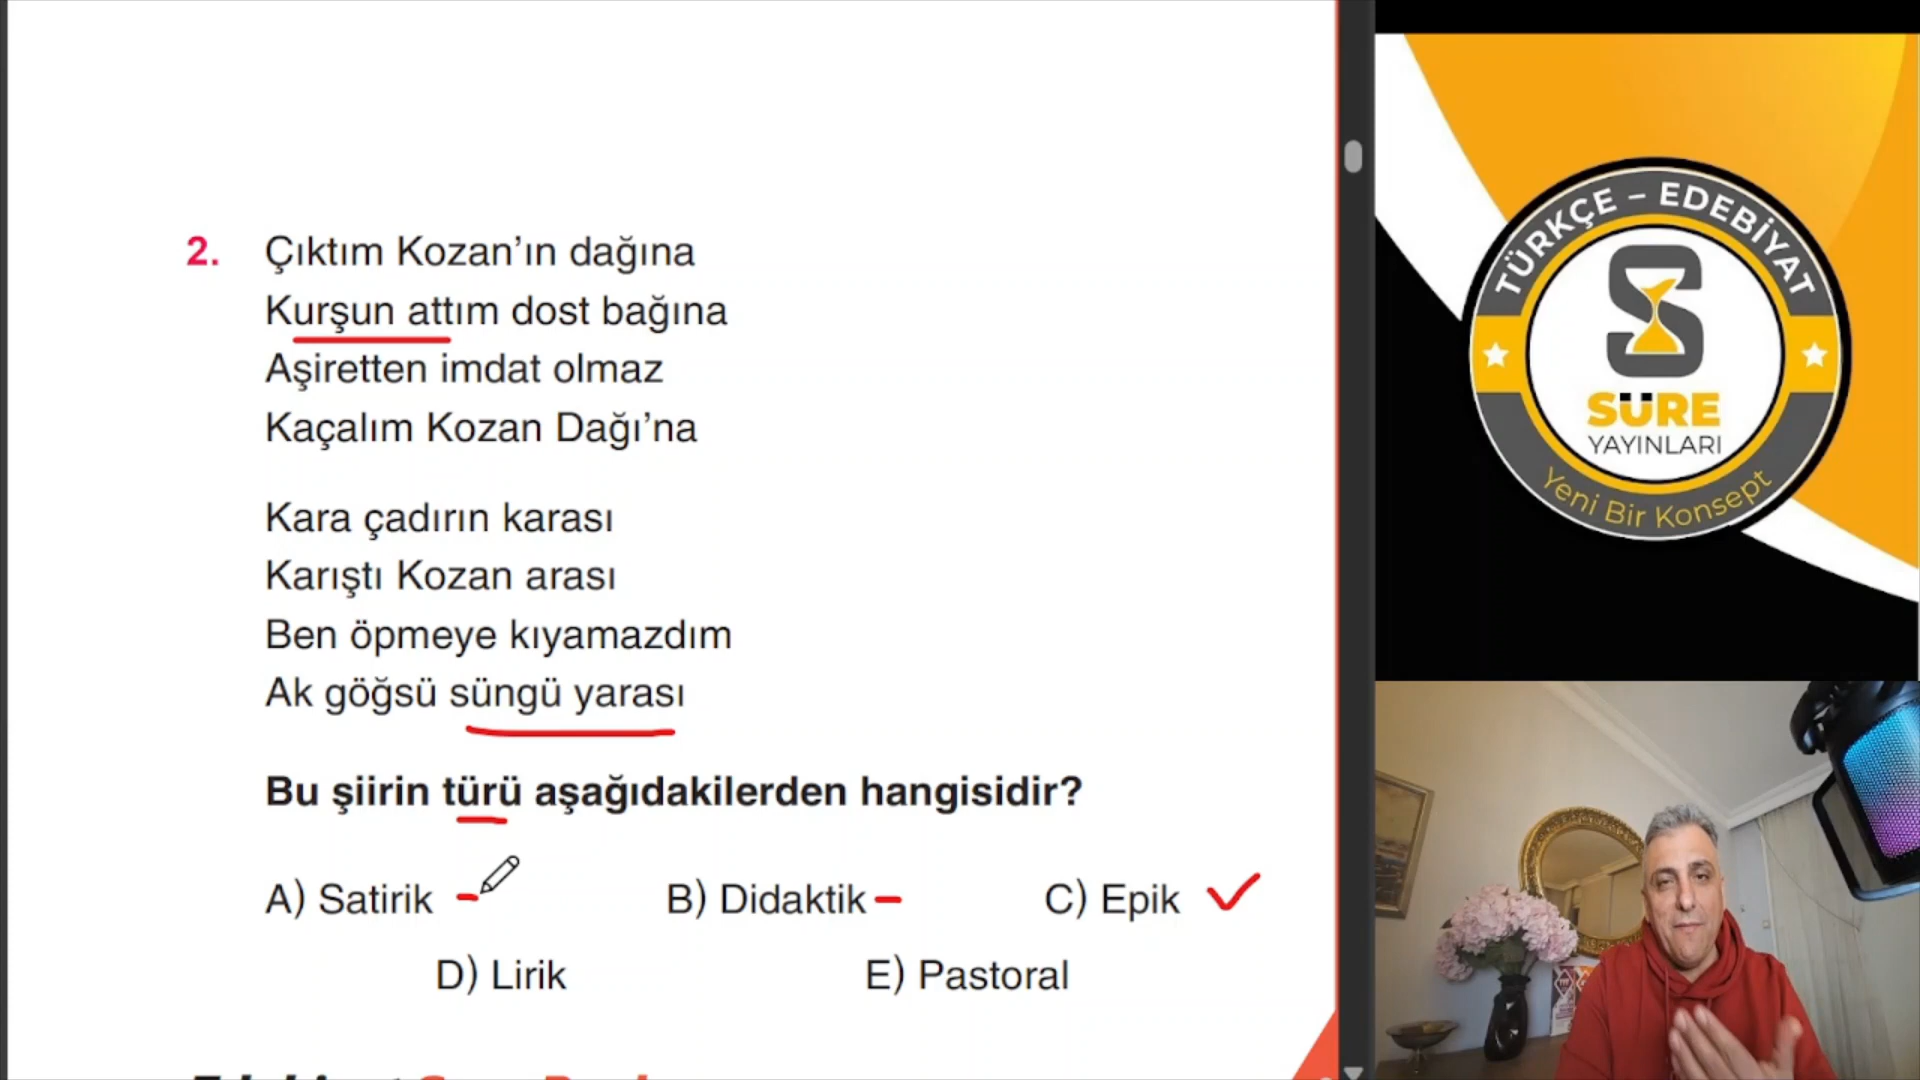 2. Çıktım Kozan'ın dağına
Kurşun attım dost bağına
Aşiretten imdat olmaz
Kaçalım Kozan Dağı'na
Kara çadırın karası
Karıştı Kozan arası
Ben öpmeye kıyamazdım
Ak göğsü süngü yarası
Bu şiirin türü aşağıdakilerden hangisidir?
A) Satirik B) Didaktik C) Epik
D) Lirik E) Pastoral
TÜRKÇE – EDEBİYAT
SÜRE
YAYINLARI
Yeni Bir Konsept